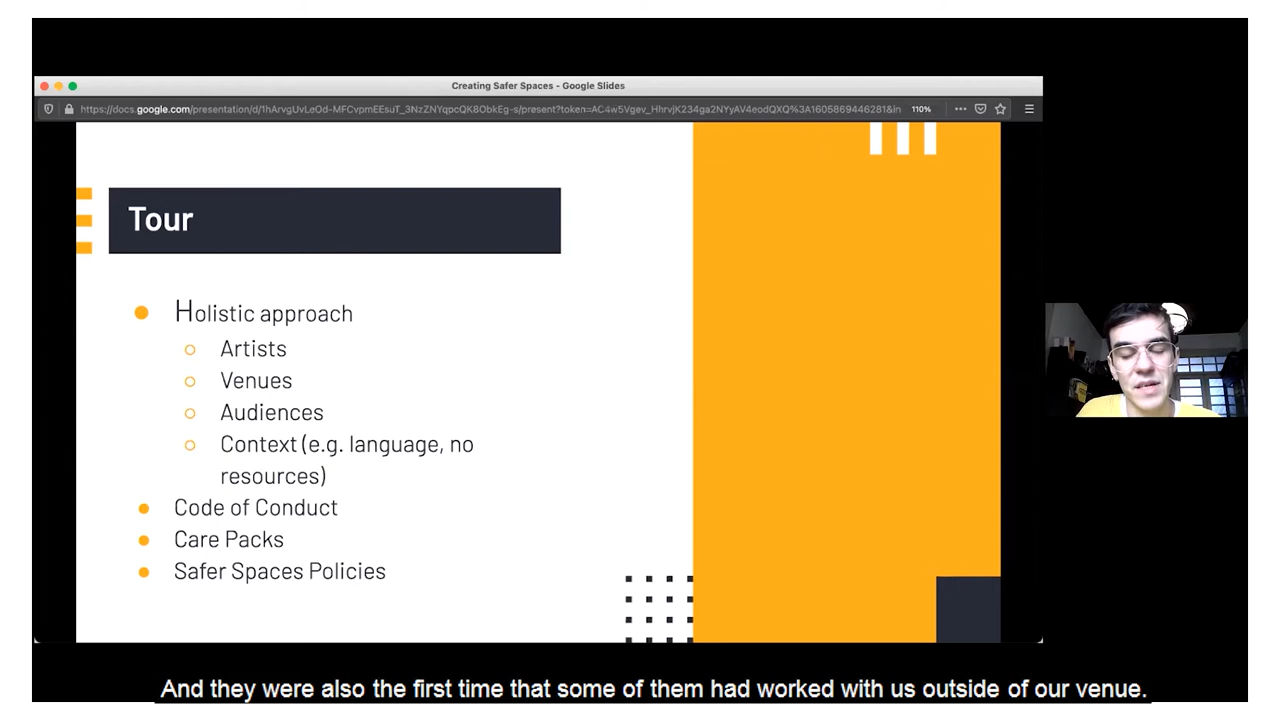 Creating Safer Spaces - Google Slides
110%
Tour
Holistic approach
Artists
Venues
Audiences
Context (e.g. language, no
resources)
Code of Conduct
Care Packs
Safer Spaces Policies
And they were also the first time that some of them had worked with us outside of our venue.